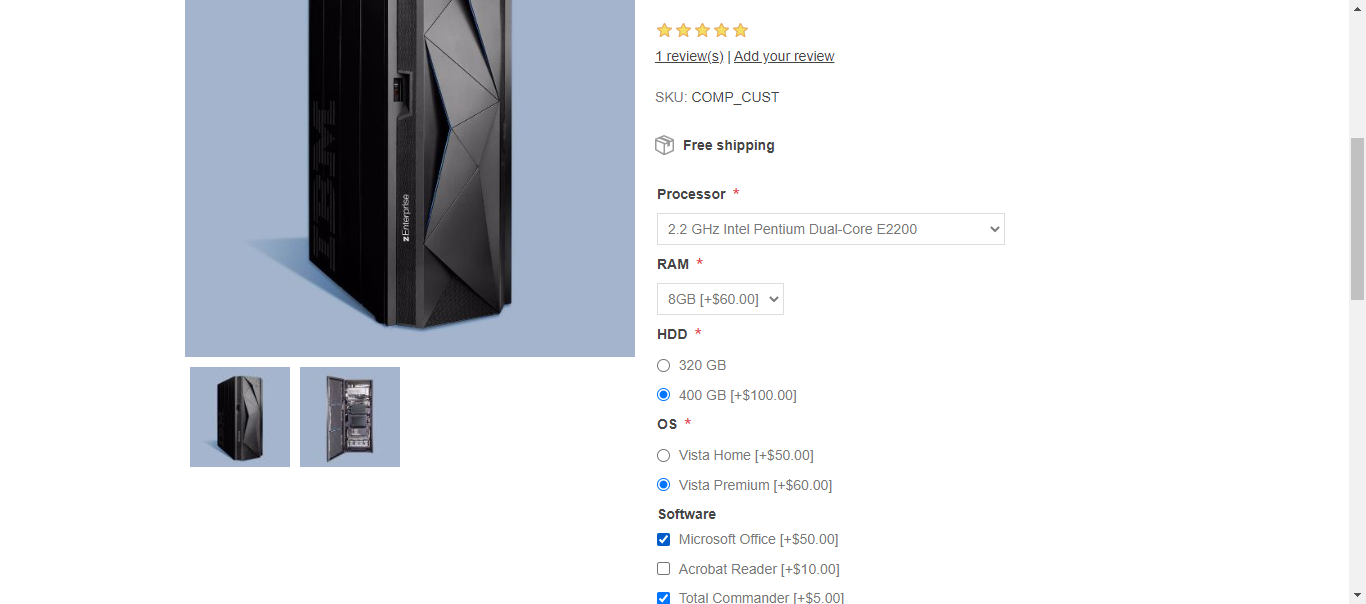 1 review(s) | Add your review
SKU: COMP_CUST
Free shipping
Processor *
2.2 GHz Intel Pentium Dual-Core E2200
RAM *
8GB [+$60.00]
HDD *
320 GB
400 GB [+$100.00]
OS *
Vista Home [+$50.00]
Vista Premium [+$60.00]
Software
Microsoft Office [+$50.00]
Acrobat Reader [+$10.00]
Total Commander [+$5.00]
IBM
zEnterprise